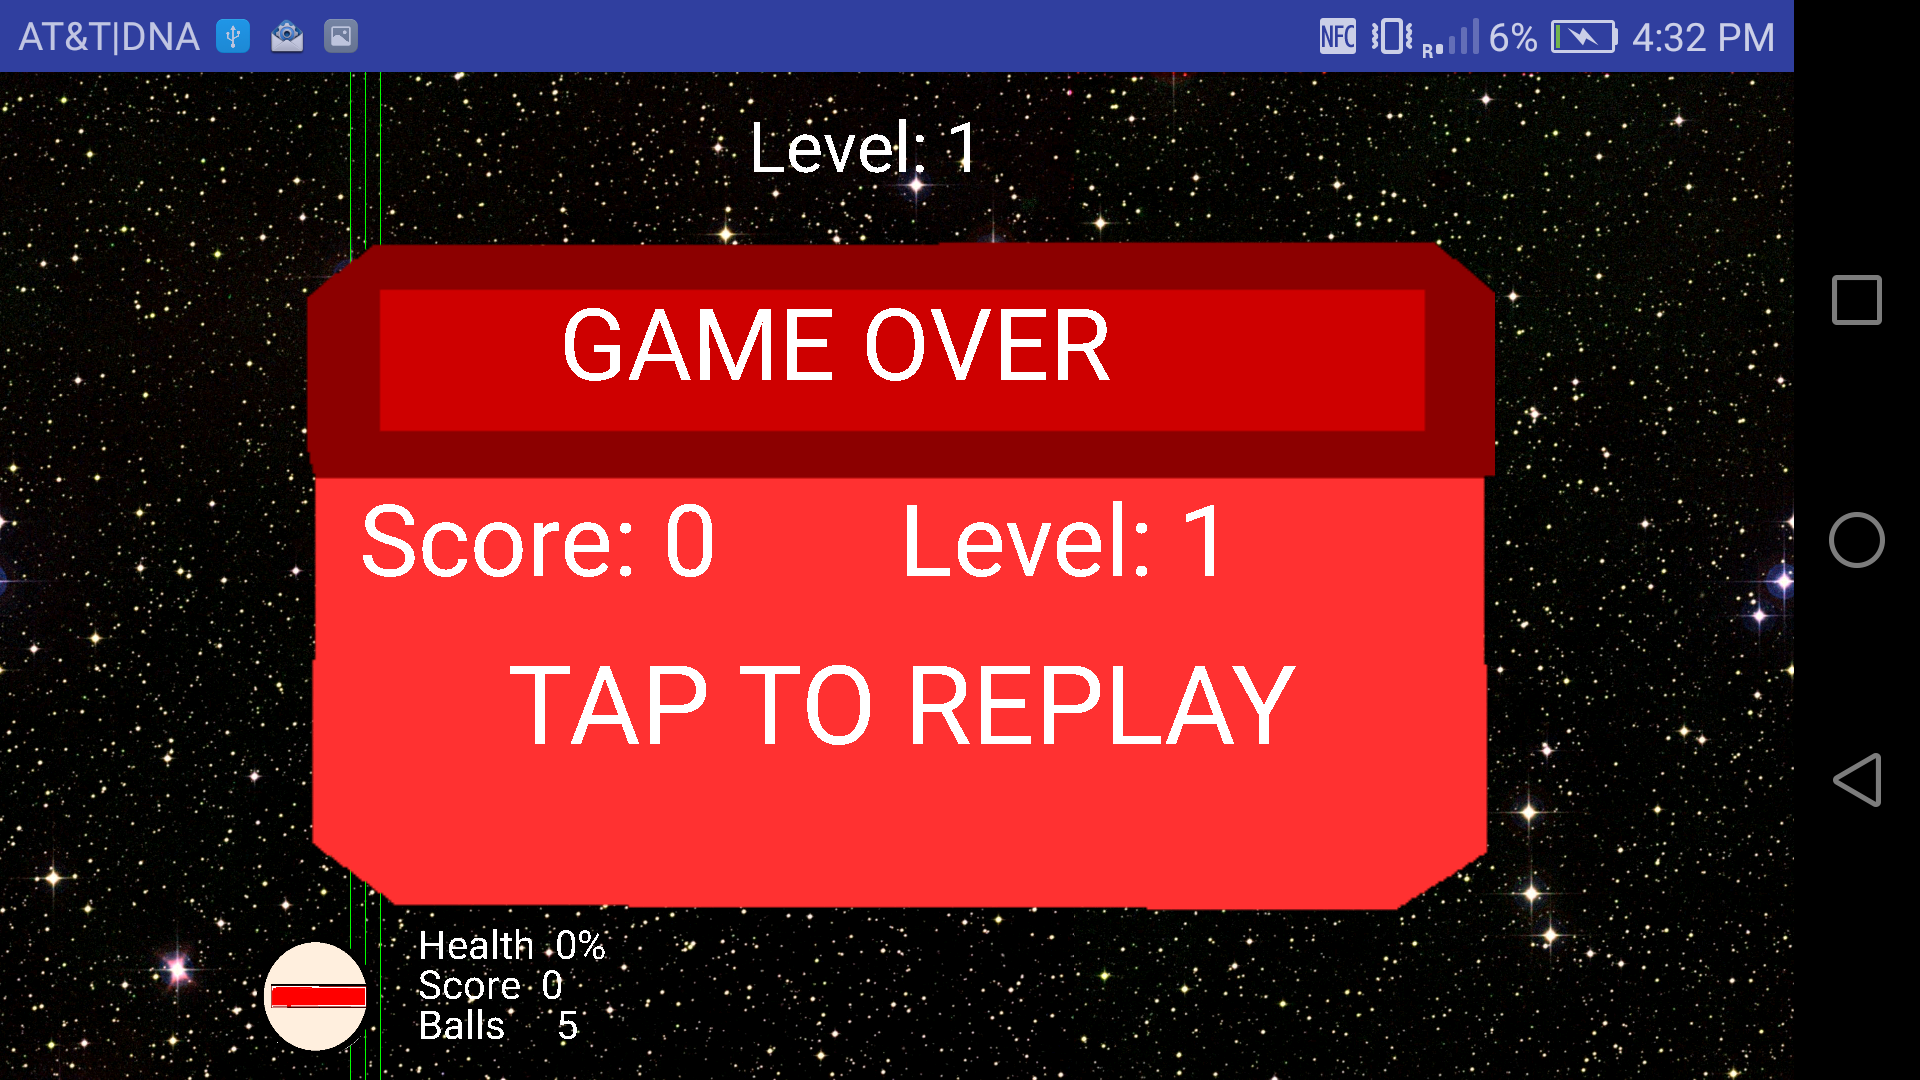 AT&T|DNA NFC R 6% 4:32 PM
Level: 1
GAME OVER
Score: 0 Level: 1
TAP TO REPLAY
Health 0%
Score 0
Balls 5